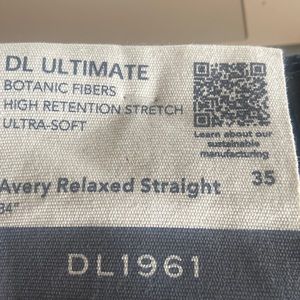 DL ULTIMATE
BOTANIC FIBERS
HIGH RETENTION STRETCH
ULTRA-SOFT
Learn about our
sustainable
manufacturing
Avery Relaxed Straight 35
34"
DL1961